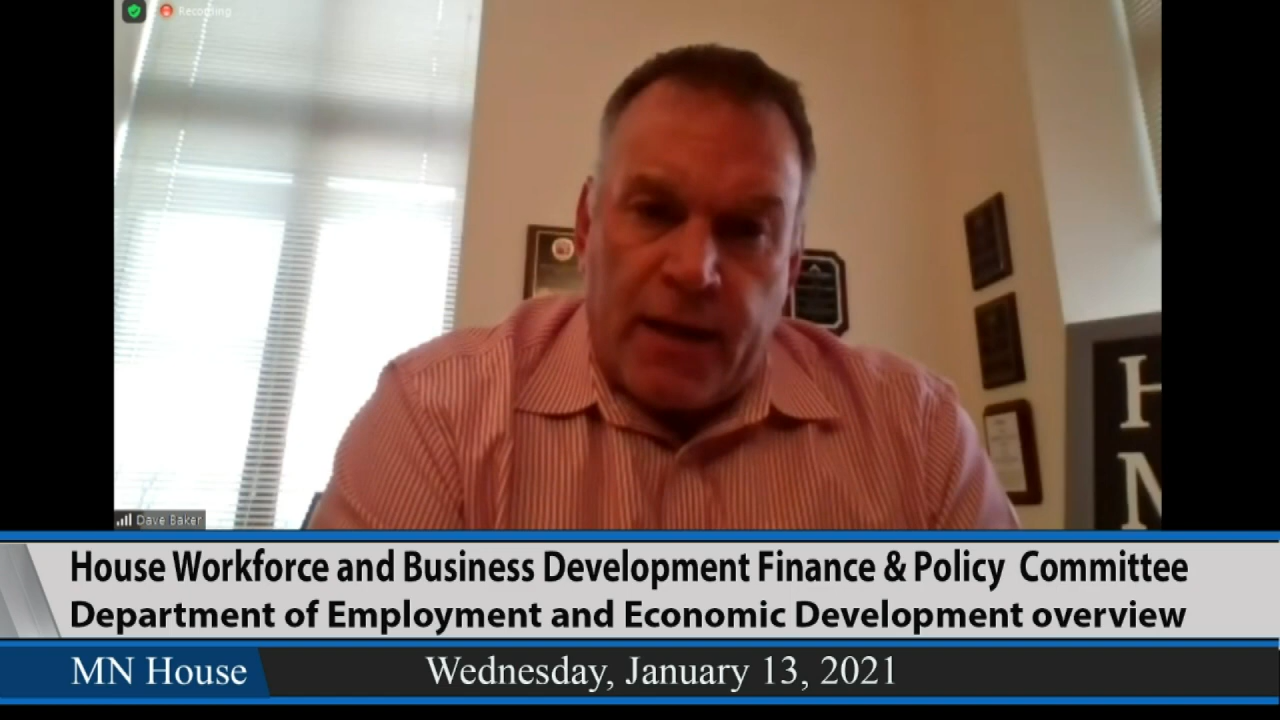 Recording
H
M
Dave Baker
House Workforce and Business Development Finance & Policy Committee
Department of Employment and Economic Development overview
MN House
Wednesday, January 13, 2021